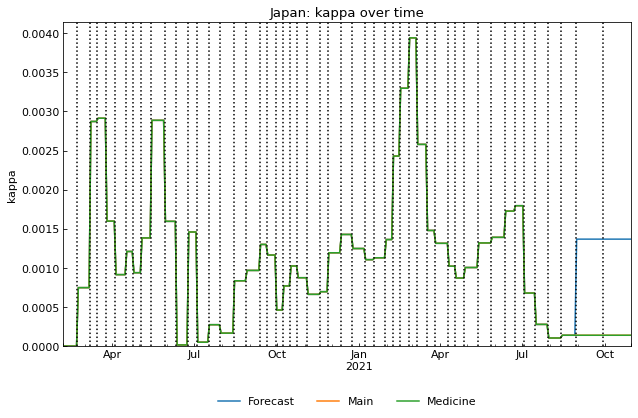 Japan: kappa over time
kappa
0.0040
0.0035
0.0030
0.0025
0.0020
0.0015
0.0010
0.0005
0.0000
Apr Jul Oct Jan Apr Jul Oct
2021
Forecast Main Medicine